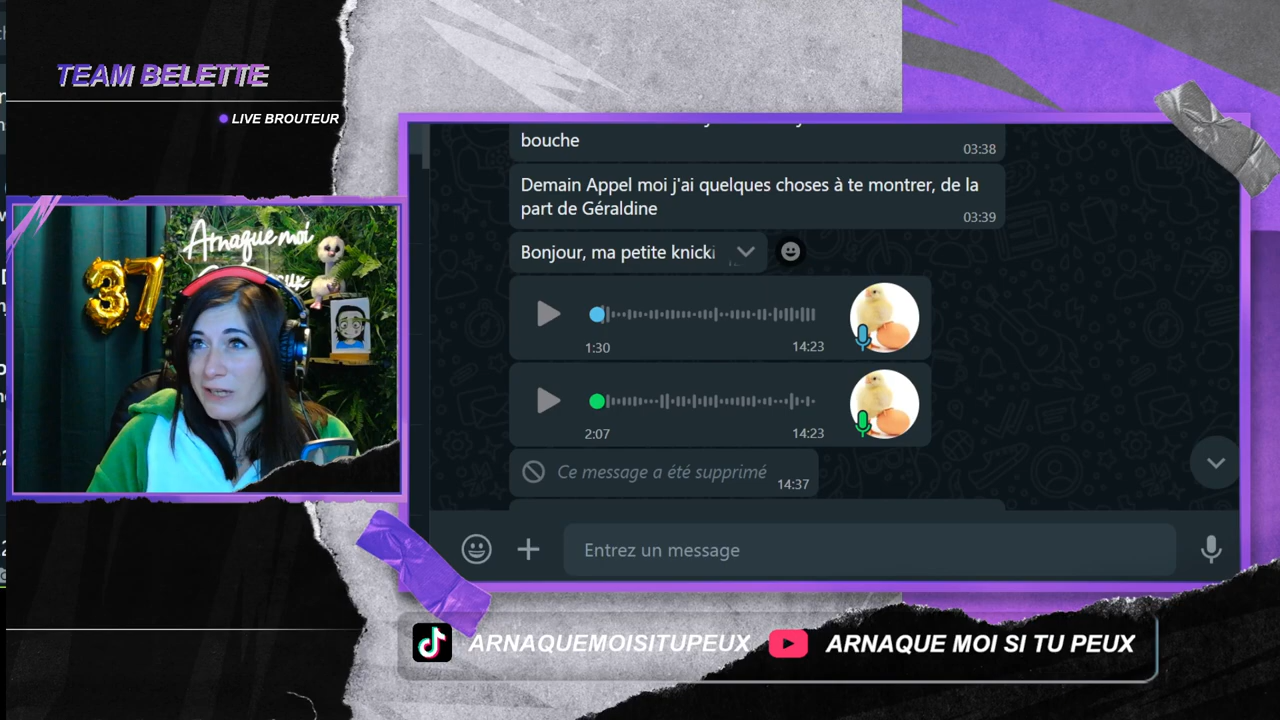 TEAM BELETTE
LIVE BROUTEUR
Arnaque moi
37
bouche
03:38
Demain Appel moi j'ai quelques choses à te montrer, de la
part de Géraldine
03:39
Bonjour, ma petite knicki
1:30
14:23
2:07
14:23
Ce message a été supprimé
14:37
Entrez un message
ARNAQUEMOISITUPEUX
ARNAQUE MOI SI TU PEUX